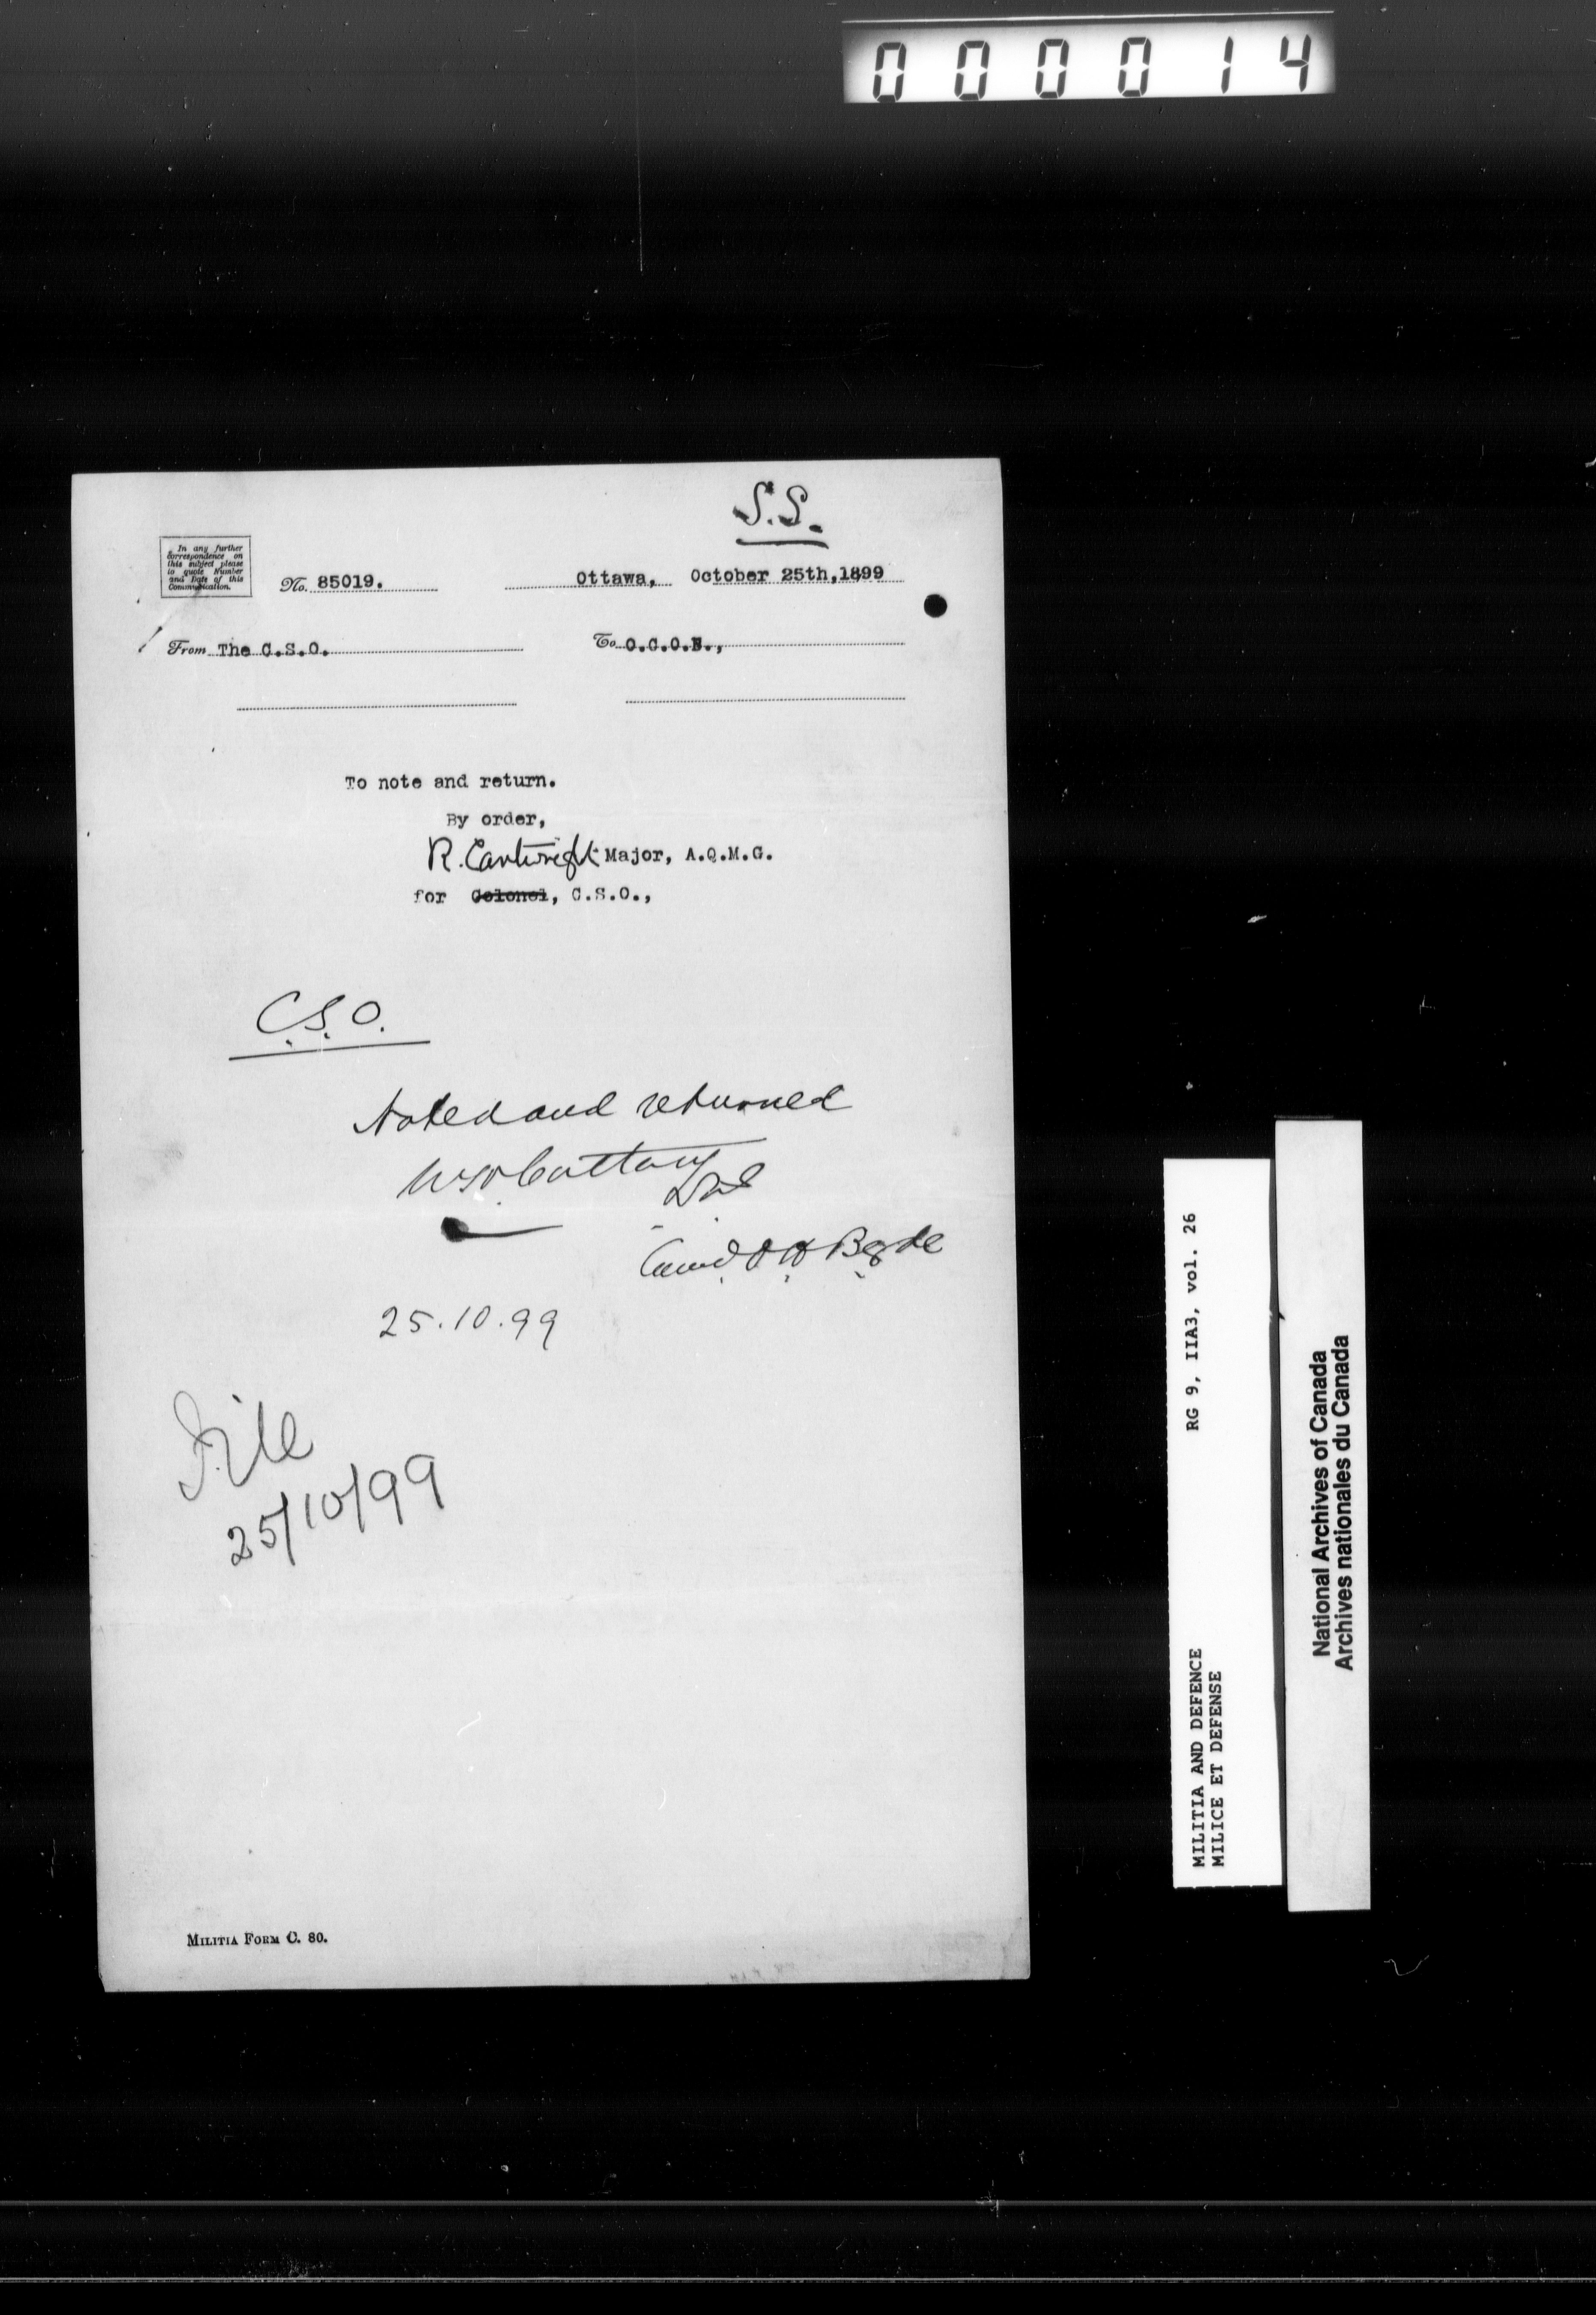 000014
S.S.
In any further
correspondence on
this subject please
to quote Number
and Date of this
Communication.
No. 85019.
Ottawa, October 25th, 1899
From The C.S.O.
To O.C.O.B.,
To note and return.
By order,
R. Cartwright Major, A.Q.M.G.
for Colonel, C.S.O.,
C.S.O.
Noted and returned
25.10.99
File
25/10/99
MILITIA FORM C. 80.
RG 9, IIA3, vol. 26
MILITIA AND DEFENCE
MILICE ET DEFENSE
National Archives of Canada
Archives nationales du Canada